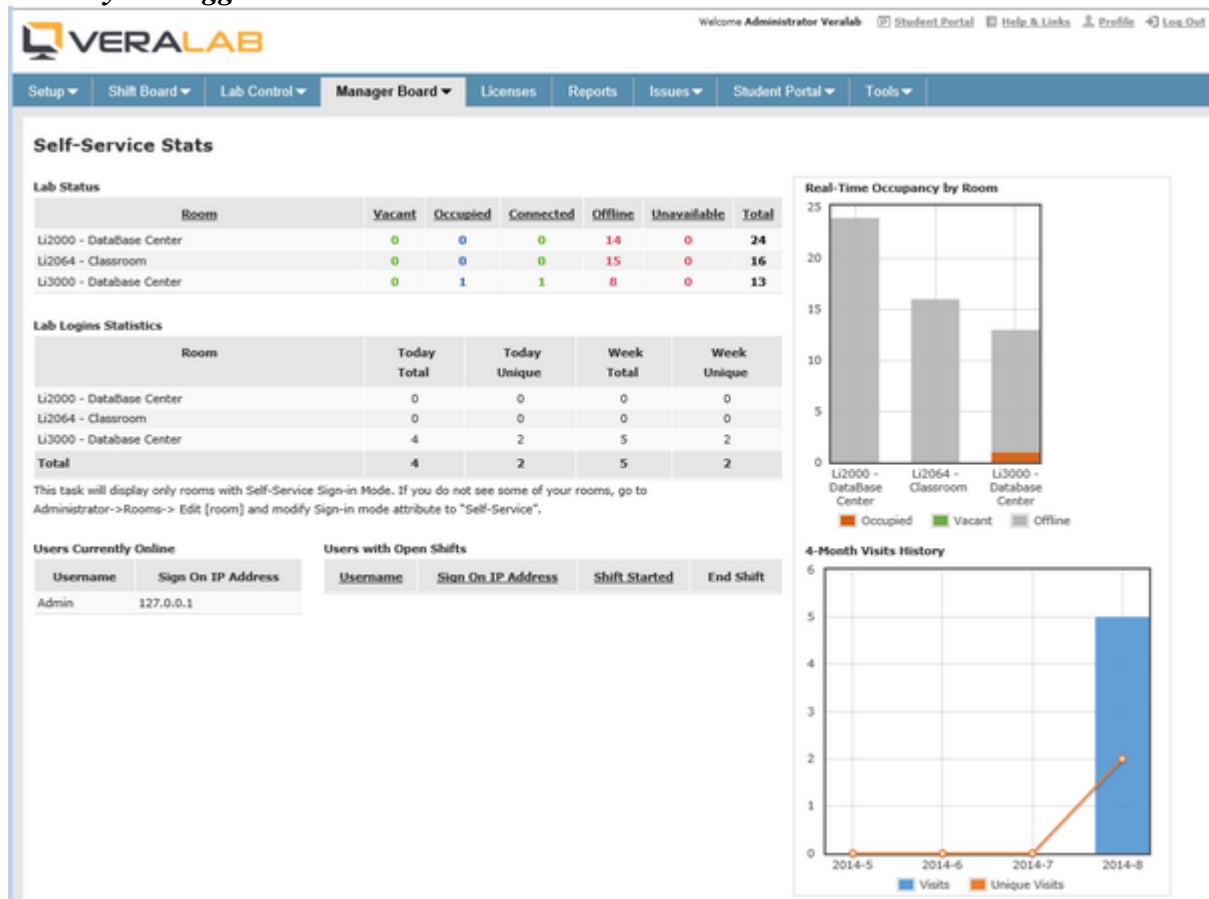 Welcome Administrator Veralab Student Portal Help & Links Profile Log Out
VERALAB
Setup Shift Board Lab Control Manager Board Licenses Reports Issues Student Portal Tools
Self-Service Stats
Lab Status
Room Vacant Occupied Connected Offline Unavailable Total
Li2000 - DataBase Center 0 0 0 14 0 24
Li2064 - Classroom 0 0 0 15 0 16
Li3000 - Database Center 0 1 1 8 0 13
Lab Logins Statistics
Room Today Total Today Unique Week Total Week Unique
Li2000 - DataBase Center 0 0 0 0
Li2064 - Classroom 0 0 0 0
Li3000 - Database Center 4 2 5 2
Total 4 2 5 2
This task will display only rooms with Self-Service Sign-in Mode. If you do not see some of your rooms, go to
Administrator->Rooms-> Edit [room] and modify Sign-in mode attribute to "Self-Service".
Users Currently Online
Username Sign On IP Address
Admin 127.0.0.1
Users with Open Shifts
Username Sign On IP Address Shift Started End Shift
Real-Time Occupancy by Room
25
20
15
10
5
0
Li2000 - DataBase Center
Li2064 - Classroom
Li3000 - Database Center
Occupied Vacant Offline
4-Month Visits History
6
5
4
3
2
1
0
2014-5 2014-6 2014-7 2014-8
Visits Unique Visits